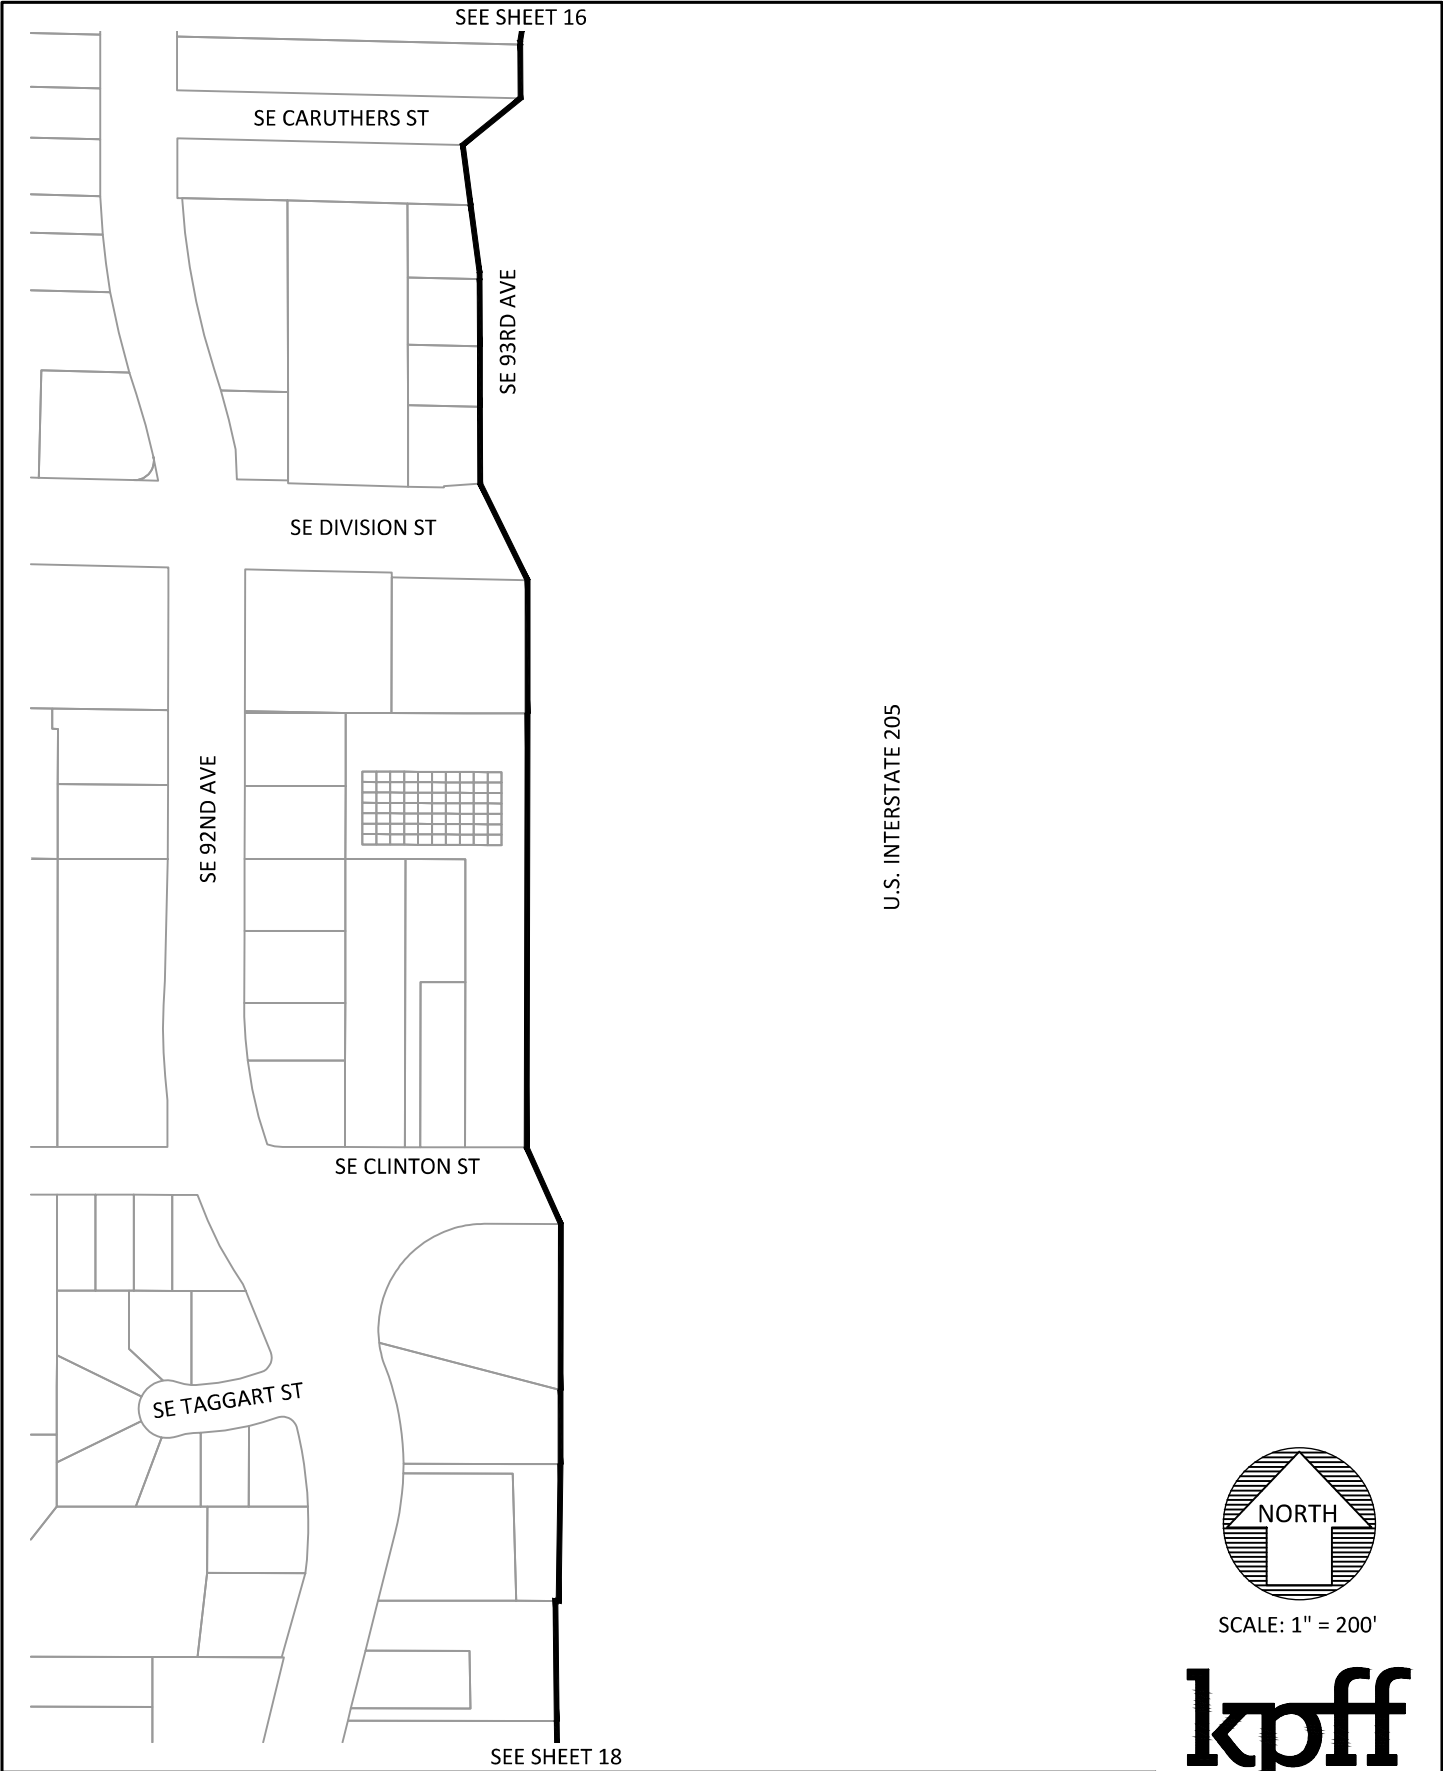 SEE SHEET 16
SE CARUTHERS ST
SE 93RD AVE
SE DIVISION ST
SE 92ND AVE
U.S. INTERSTATE 205
SE CLINTON ST
SE TAGGART ST
NORTH
SCALE: 1" = 200'
kpff
SEE SHEET 18